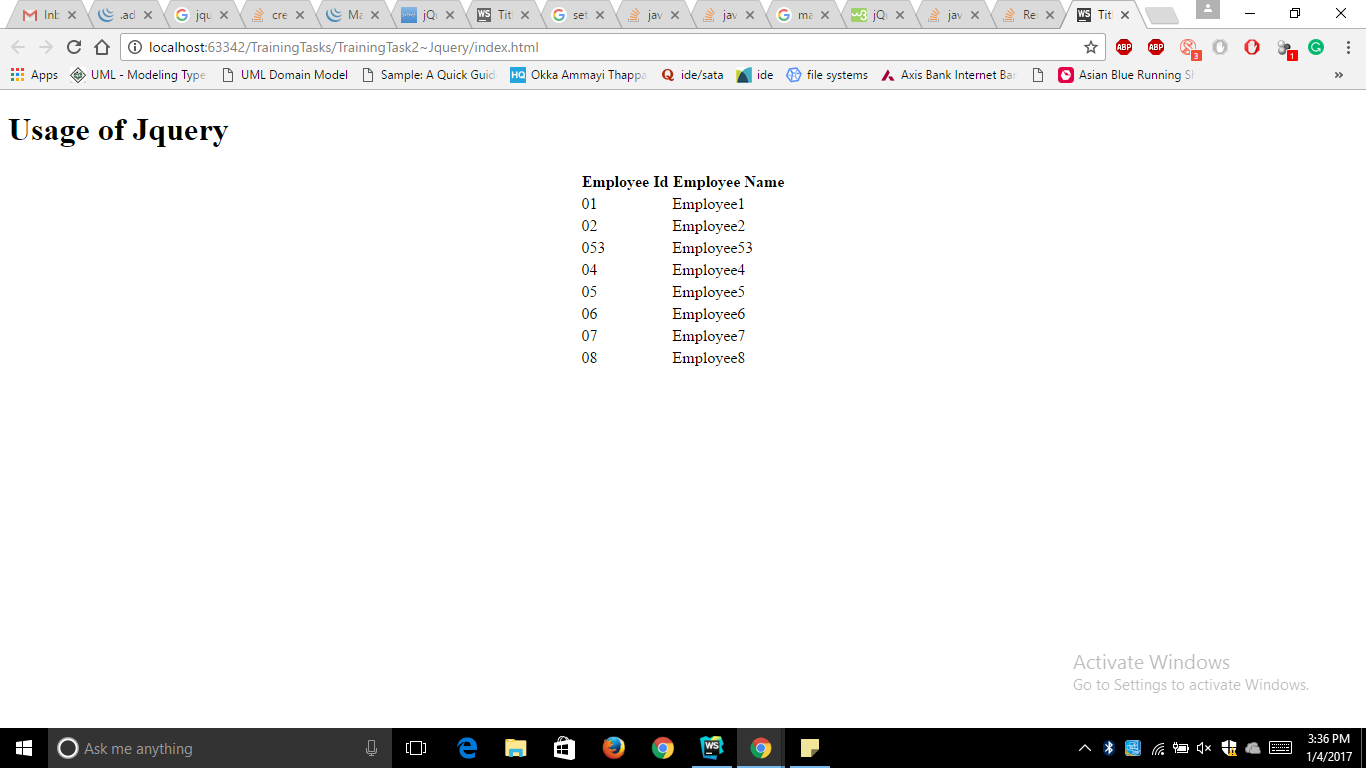 Inb .ad jqu cre Ma jQ Tit set jav jav ma jQ jav Re Tit
localhost:63342/TrainingTasks/TrainingTask2~Jquery/index.html
Apps UML - Modeling Type UML Domain Model Sample: A Quick Guid HQ Okka Ammayi Thappa ide/sata ide file systems Axis Bank Internet Ba Asian Blue Running Sh »
Usage of Jquery
Employee Id Employee Name
01 Employee1
02 Employee2
053 Employee53
04 Employee4
05 Employee5
06 Employee6
07 Employee7
08 Employee8
Activate Windows
Go to Settings to activate Windows.
Ask me anything
3:36 PM
1/4/2017